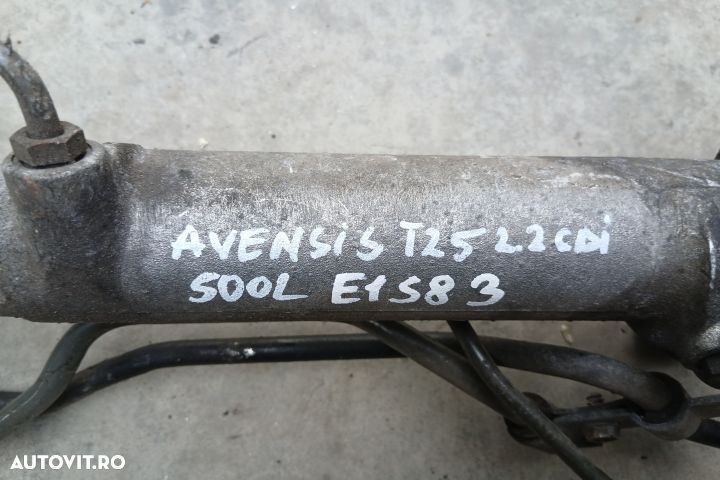 AVENSIS T25 2.2CDi
500L E1583
AUTOVIT.RO